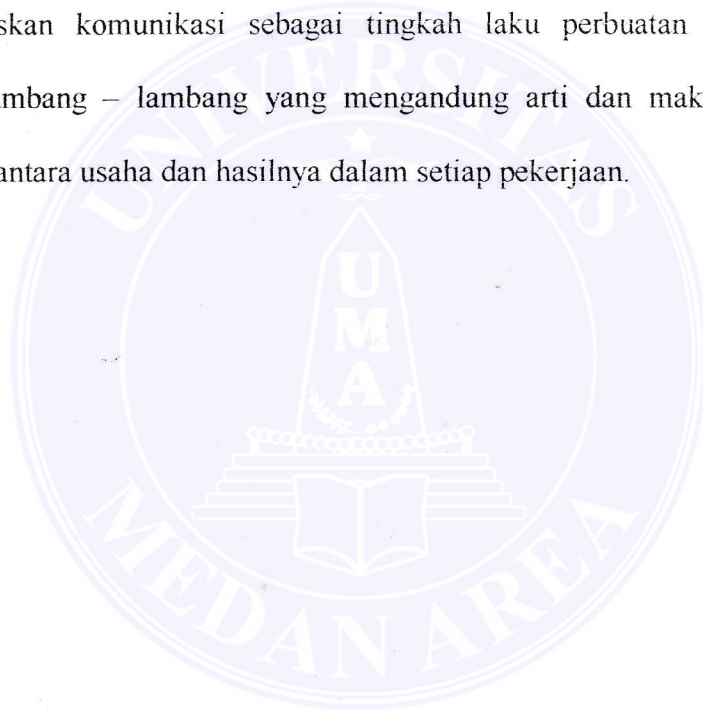 skan komunikasi sebagai tingkah laku perbuatan
mbang – lambang yang mengandung arti dan mak
antara usaha dan hasilnya dalam setiap pekerjaan.
UNIVERSITAS
U
M
A
MEDAN AREA